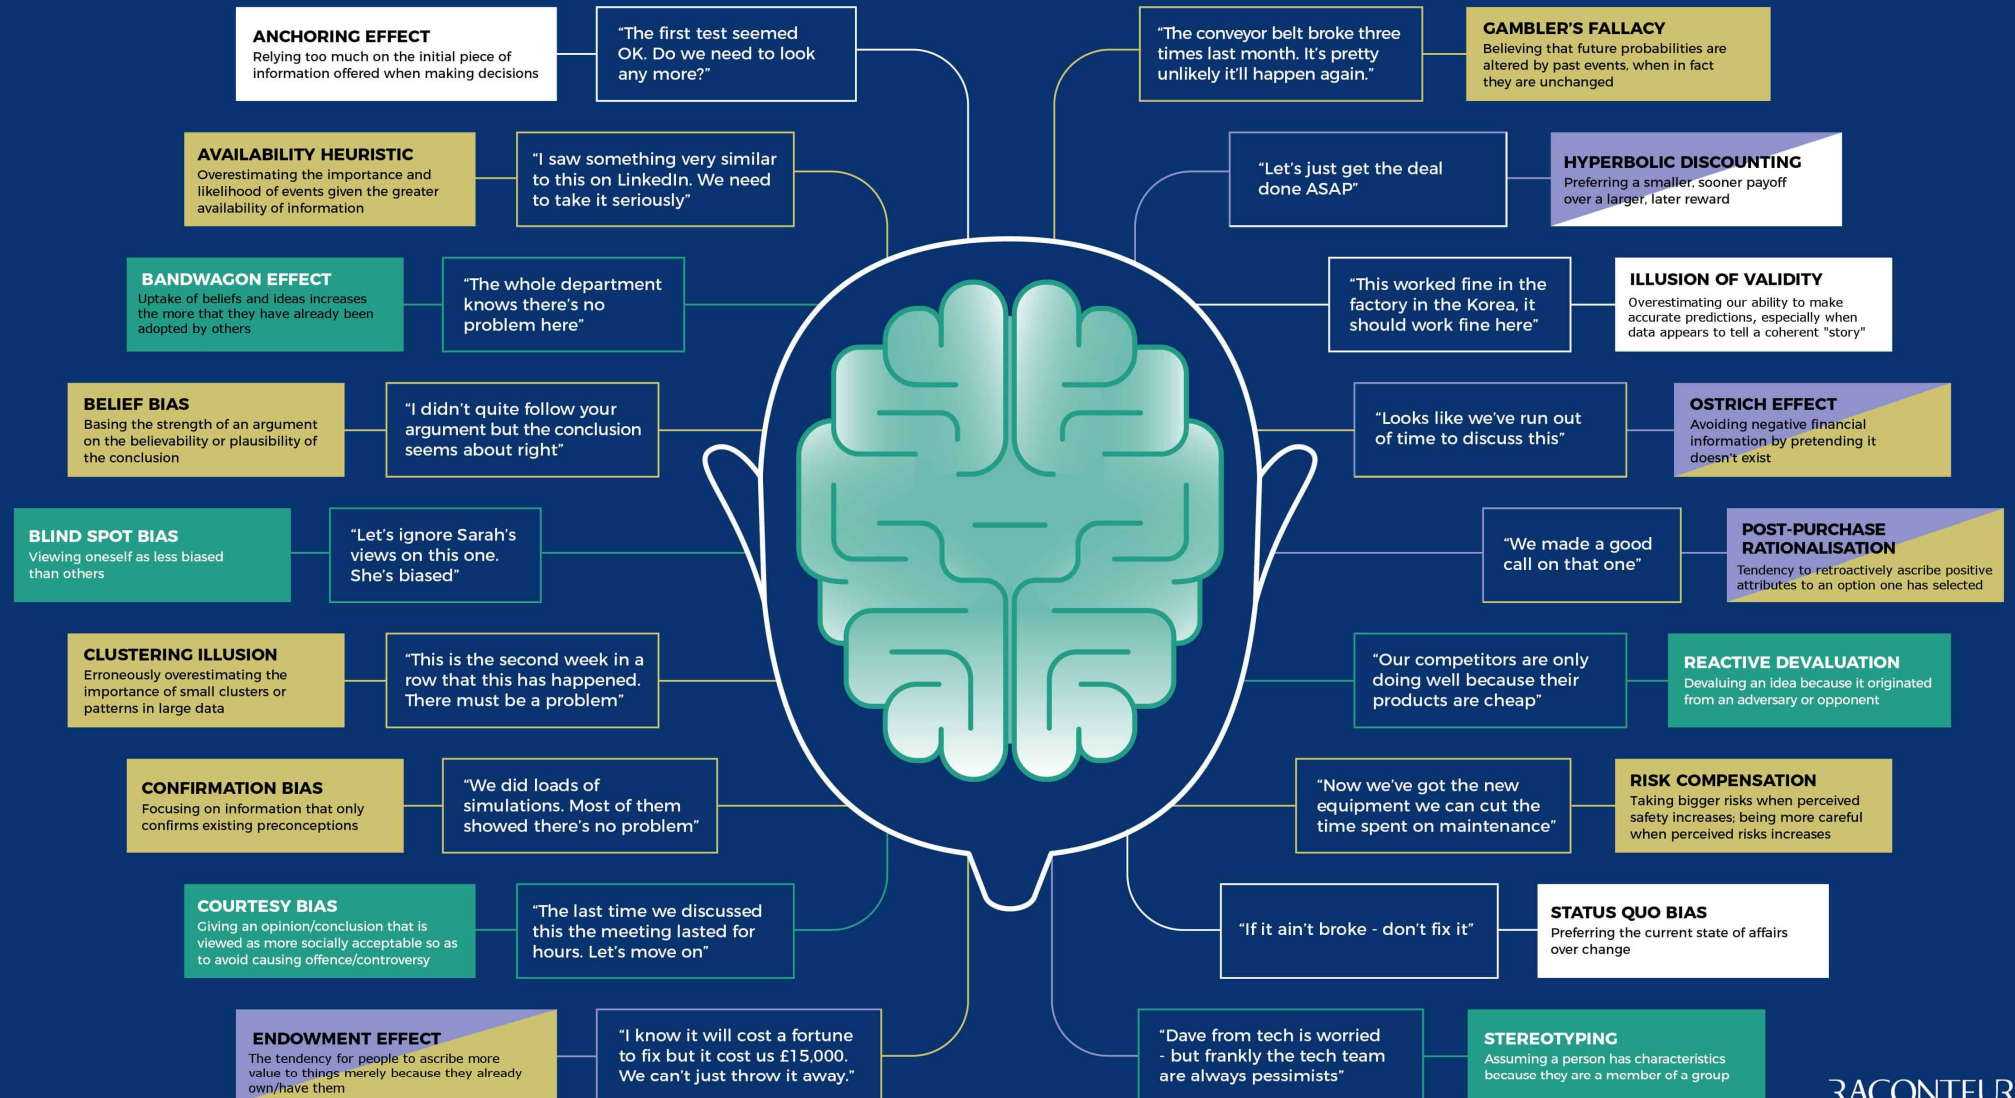 ANCHORING EFFECT
Relying too much on the initial piece of
information offered when making decisions
“The first test seemed
OK. Do we need to look
any more?”
“The conveyor belt broke three
times last month. It’s pretty
unlikely it’ll happen again.”
GAMBLER’S FALLACY
Believing that future probabilities are
altered by past events, when in fact
they are unchanged
AVAILABILITY HEURISTIC
Overestimating the importance and
likelihood of events given the greater
availability of information
“I saw something very similar
to this on LinkedIn. We need
to take it seriously”
“Let’s just get the deal
done ASAP”
HYPERBOLIC DISCOUNTING
Preferring a smaller, sooner payoff
over a larger, later reward
BANDWAGON EFFECT
Uptake of beliefs and ideas increases
the more that they have already been
adopted by others
“The whole department
knows there’s no
problem here”
“This worked fine in the
factory in the Korea, it
should work fine here”
ILLUSION OF VALIDITY
Overestimating our ability to make
accurate predictions, especially when
data appears to tell a coherent "story"
BELIEF BIAS
Basing the strength of an argument
on the believability or plausibility of
the conclusion
“I didn’t quite follow your
argument but the conclusion
seems about right”
“Looks like we’ve run out
of time to discuss this”
OSTRICH EFFECT
Avoiding negative financial
information by pretending it
doesn’t exist
BLIND SPOT BIAS
Viewing oneself as less biased
than others
“Let’s ignore Sarah’s
views on this one.
She’s biased”
“We made a good
call on that one”
POST-PURCHASE
RATIONALISATION
Tendency to retroactively ascribe positive
attributes to an option one has selected
CLUSTERING ILLUSION
Erroneously overestimating the
importance of small clusters or
patterns in large data
“This is the second week in a
row that this has happened.
There must be a problem”
“Our competitors are only
doing well because their
products are cheap”
REACTIVE DEVALUATION
Devaluing an idea because it originated
from an adversary or opponent
CONFIRMATION BIAS
Focusing on information that only
confirms existing preconceptions
“We did loads of
simulations. Most of them
showed there’s no problem”
“Now we’ve got the new
equipment we can cut the
time spent on maintenance”
RISK COMPENSATION
Taking bigger risks when perceived
safety increases; being more careful
when perceived risks increases
COURTESY BIAS
Giving an opinion/conclusion that is
viewed as more socially acceptable so as
to avoid causing offence/controversy
“The last time we discussed
this the meeting lasted for
hours. Let’s move on”
“If it ain’t broke - don’t fix it”
STATUS QUO BIAS
Preferring the current state of affairs
over change
ENDOWMENT EFFECT
The tendency for people to ascribe more
value to things merely because they already
own/have them
“I know it will cost a fortune
to fix but it cost us £15,000.
We can’t just throw it away.”
“Dave from tech is worried
- but frankly the tech team
are always pessimists”
STEREOTYPING
Assuming a person has characteristics
because they are a member of a group
RACONTEUR